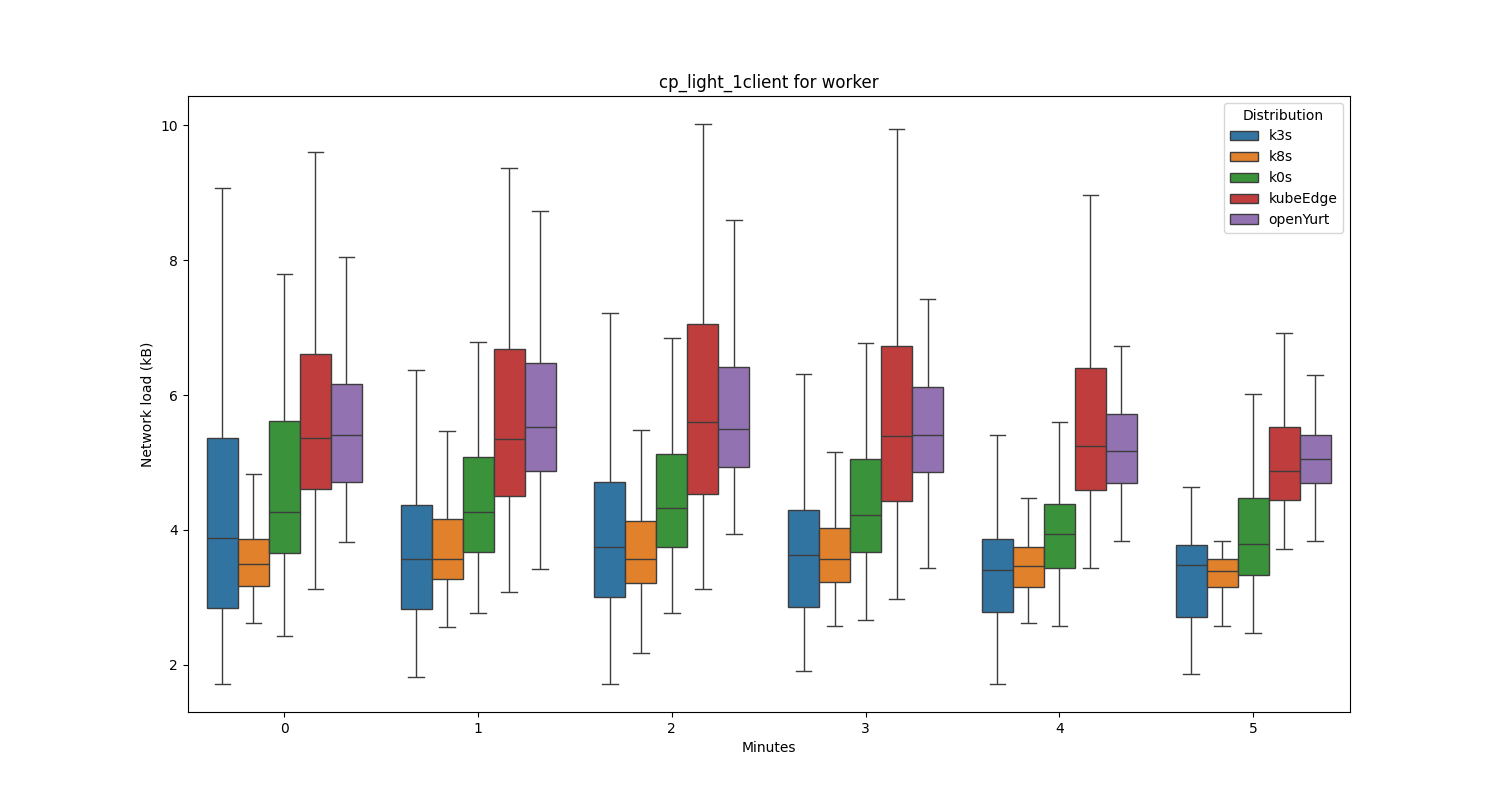 cp_light_1client for worker
Network load (kB)
10
8
6
4
2
0 1 2 3 4 5
Minutes
Distribution
k3s
k8s
k0s
kubeEdge
openYurt